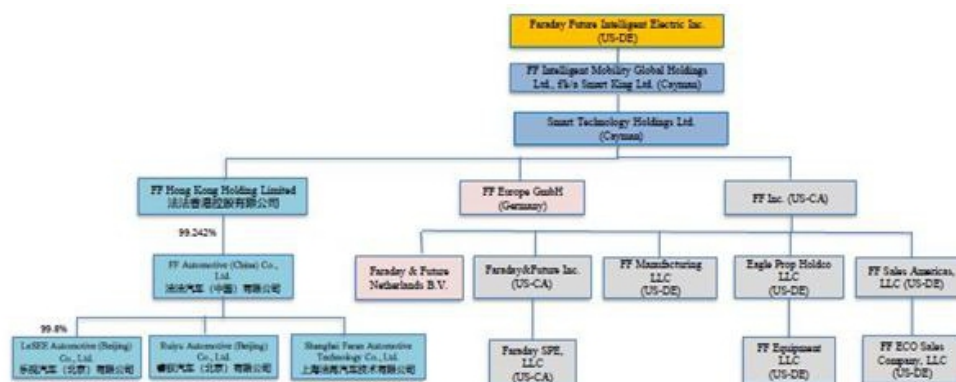 Faraday Future Intelligent Electric Inc.
(US-DE)
FF Intelligent Mobility Global Holdings
Ltd., f/k/a Smart King Ltd. (Cayman)
Smart Technology Holdings Ltd.
(Cayman)
FF Hong Kong Holding Limited
法法香港控股有限公司
FF Europe GmbH
(Germany)
FF Inc. (US-CA)
99.242%
FF Automotive (China) Co.,
Ltd.
法法汽车（中国）有限公司
Faraday & Future
Netherlands B.V.
Faraday&Future Inc.
(US-CA)
FF Manufacturing
LLC
(US-DE)
Eagle Prop Holdco
LLC
(US-DE)
FF Sales Americas,
LLC (US-DE)
99.8%
LeSEE Automotive (Beijing)
Co., Ltd.
乐视汽车（北京）有限公司
Ruiyu Automotive (Beijing)
Co., Ltd.
睿驭汽车（北京）有限公司
Shanghai Faran Automotive
Technology Co., Ltd.
上海法冉汽车技术有限公司
Faraday SPE,
LLC
(US-CA)
FF Equipment
LLC
(US-DE)
FF ECO Sales
Company, LLC
(US-DE)